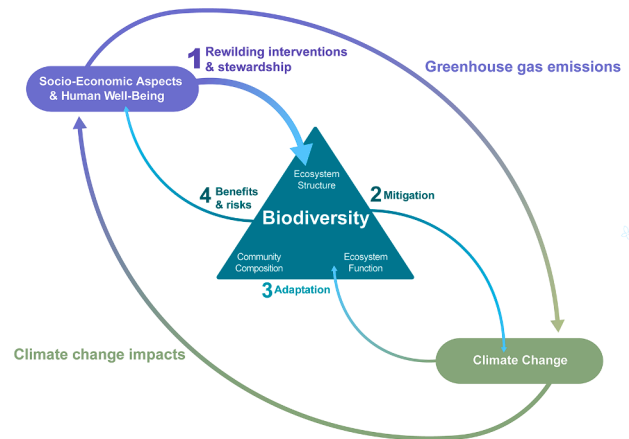 1 Rewilding interventions
& stewardship
Socio-Economic Aspects
& Human Well-Being
Greenhouse gas emissions
Ecosystem
Structure
4 Benefits
& risks
2 Mitigation
Biodiversity
Community
Composition
Ecosystem
Function
3 Adaptation
Climate change impacts
Climate Change